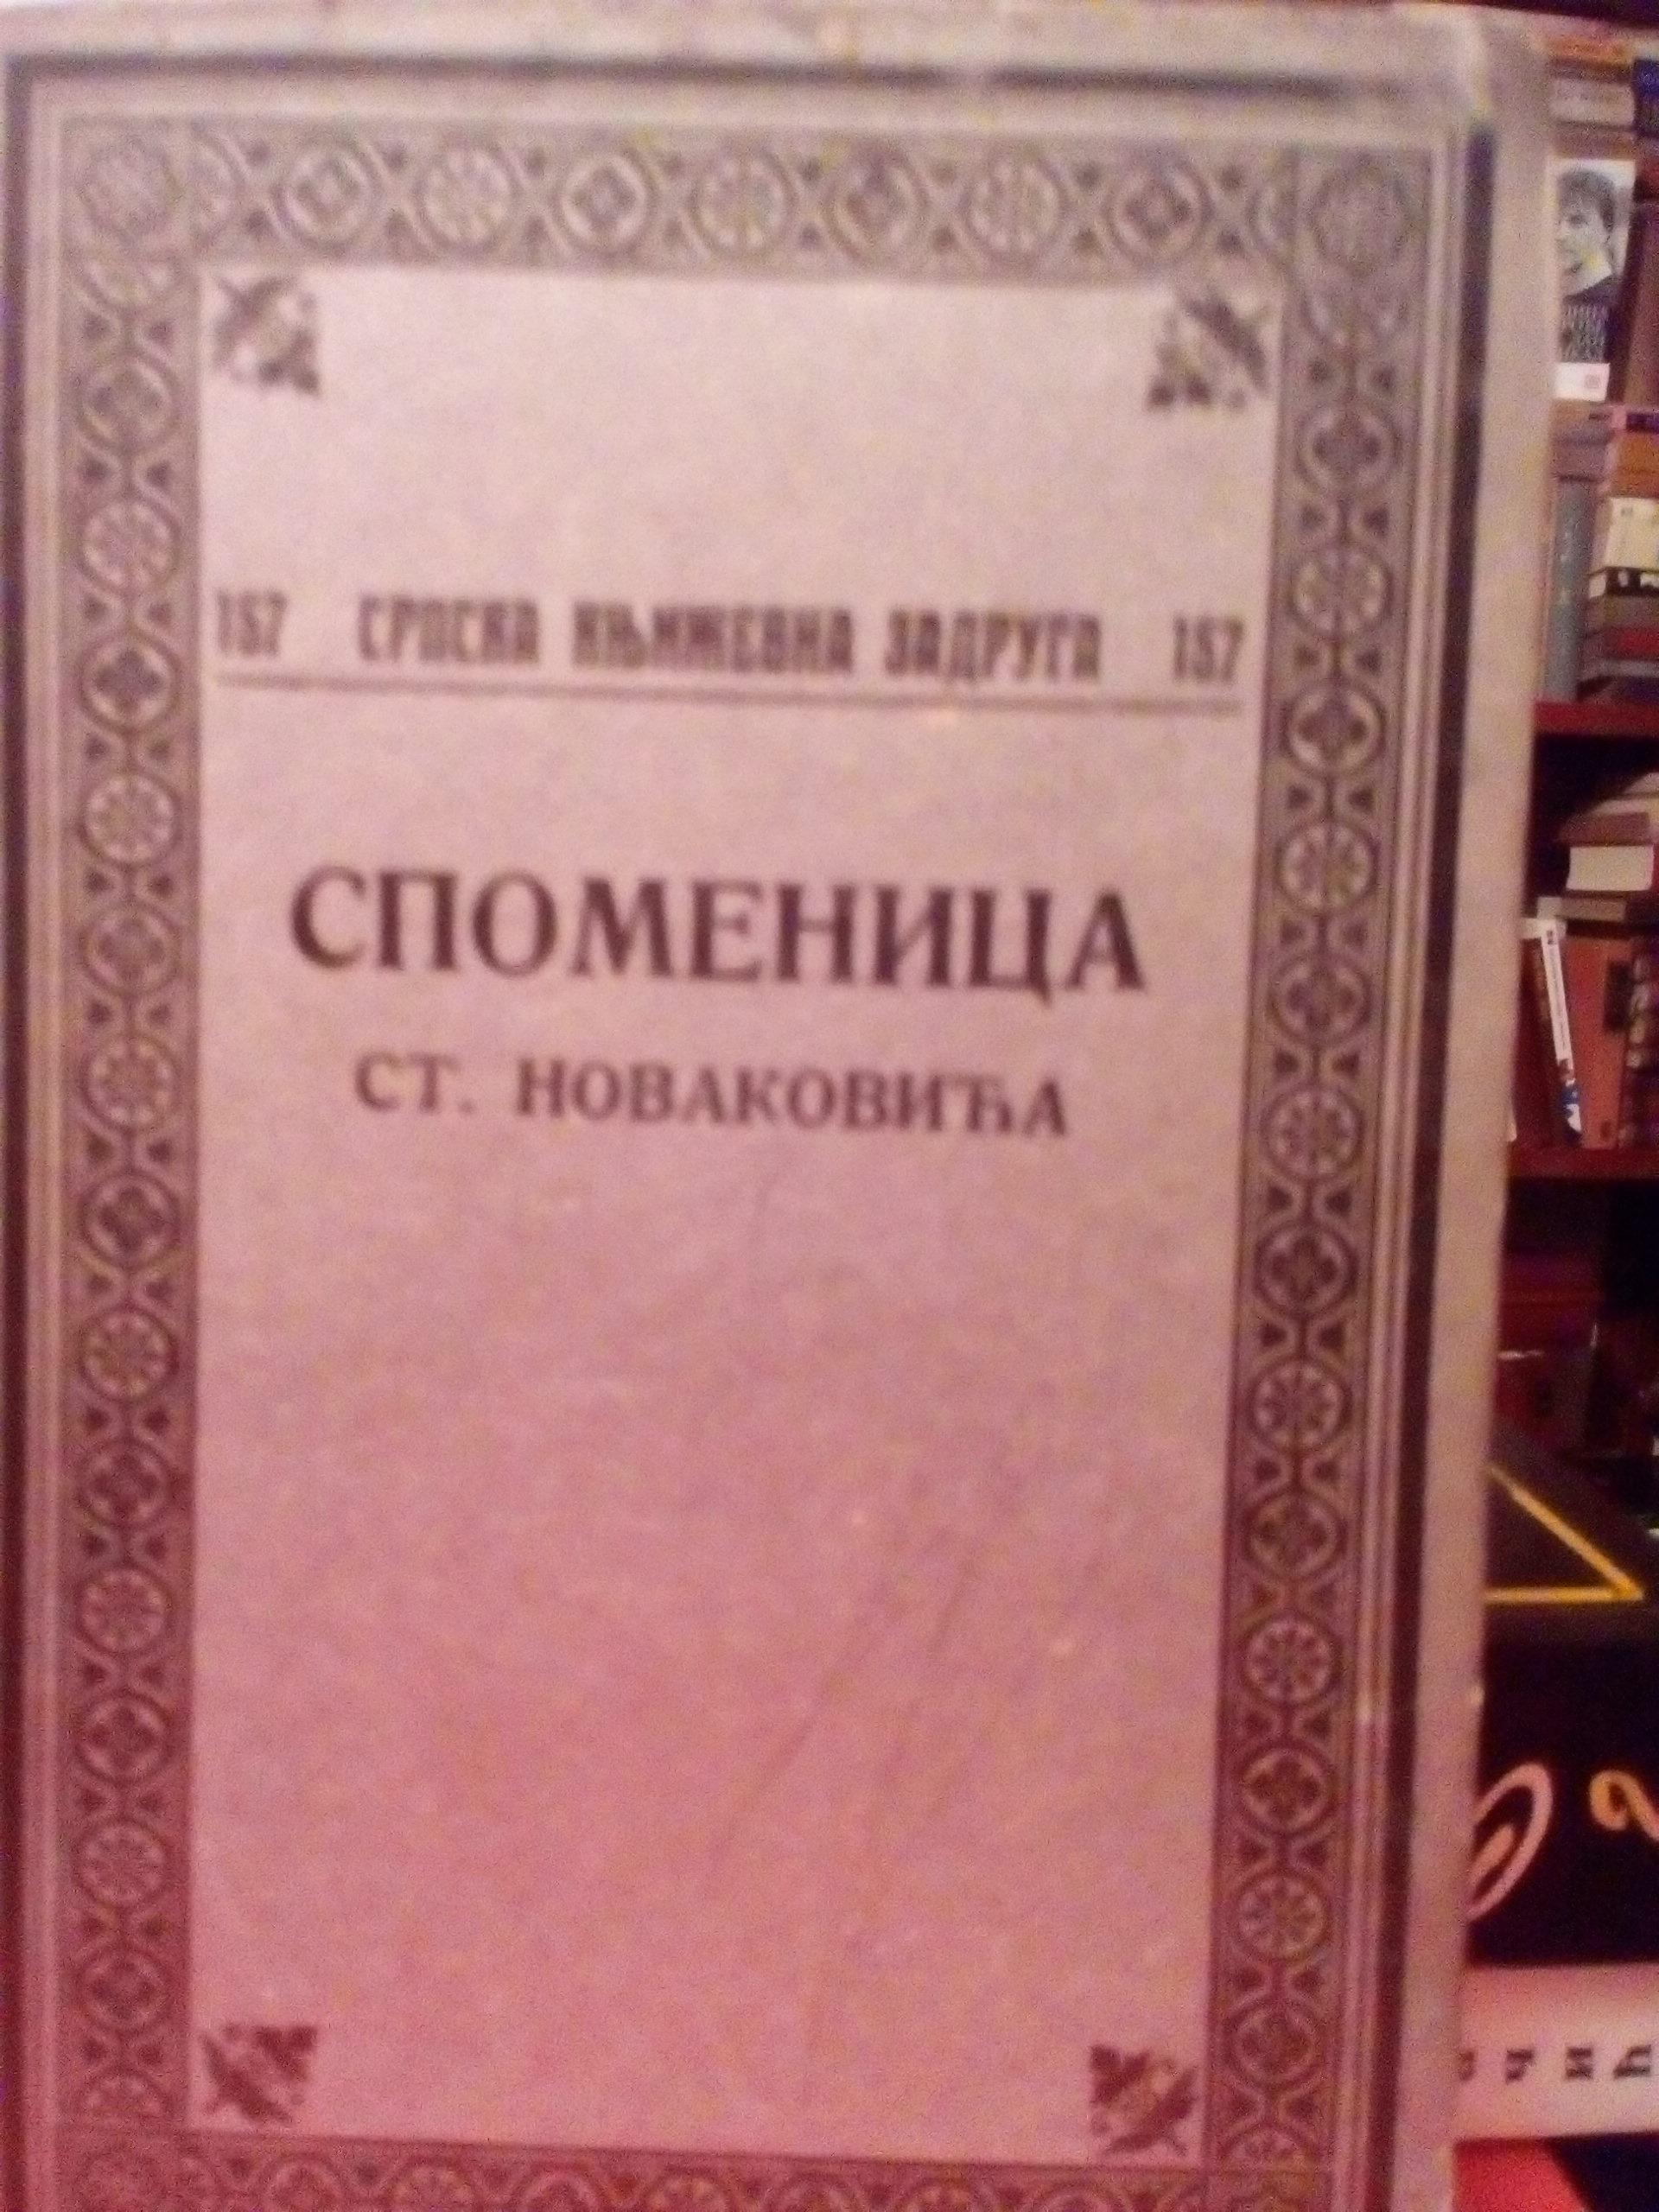 157 СРПСКА КЊИЖЕВНА ЗАДРУГА 157
СПОМЕНИЦА
СТ. НОВАКОВИЋА